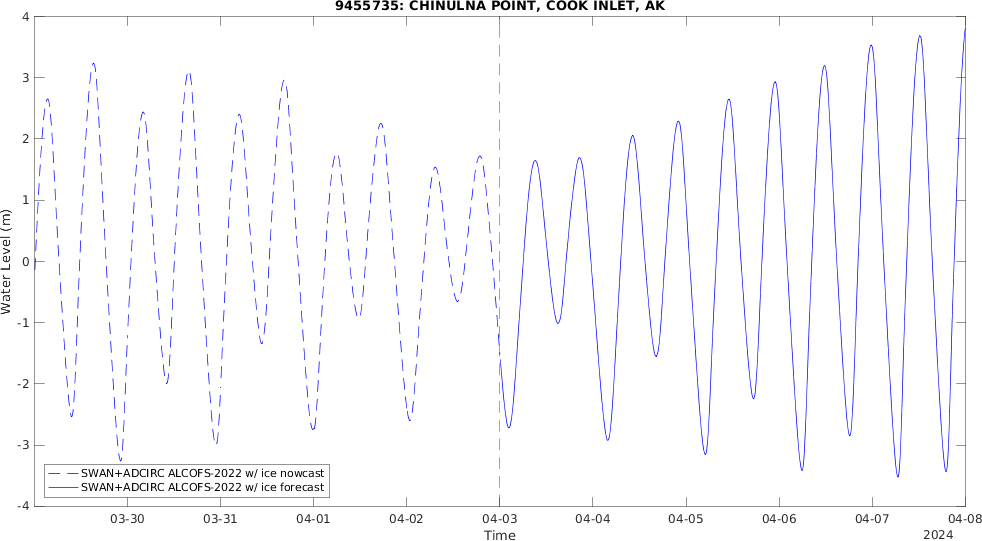 9455735: CHINULNA POINT, COOK INLET, AK
4
3
2
1
0
-1
-2
-3
-4
Water Level (m)
SWAN+ADCIRC ALCOFS-2022 w/ ice nowcast
SWAN+ADCIRC ALCOFS-2022 w/ ice forecast
03-30 03-31 04-01 04-02 04-03 04-04 04-05 04-06 04-07 04-08
Time
2024